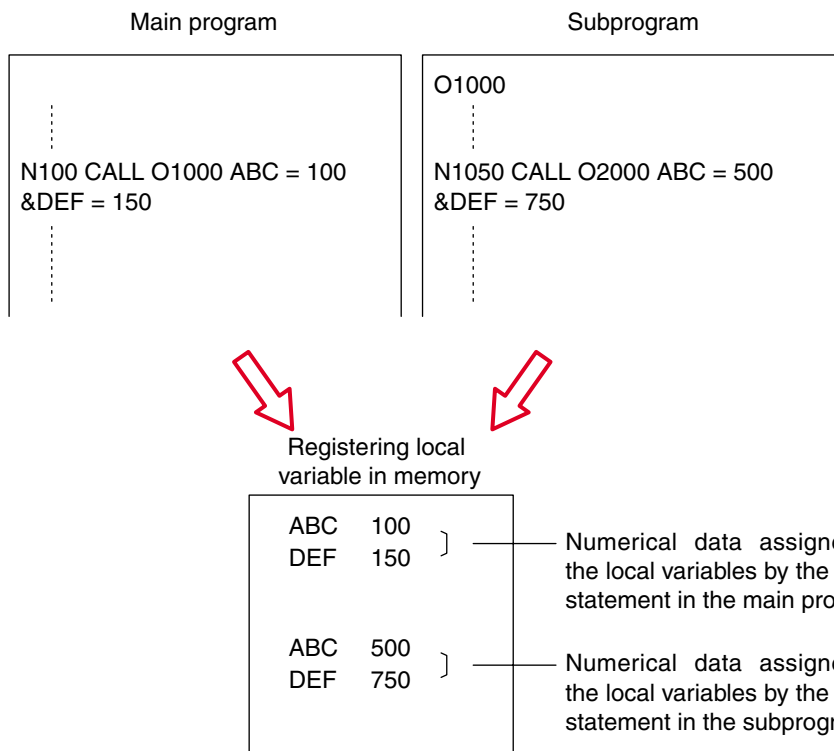 Main program
Subprogram
O1000
N100 CALL O1000 ABC = 100
&DEF = 150
N1050 CALL O2000 ABC = 500
&DEF = 750
Registering local
variable in memory
ABC 100
DEF 150
Numerical data
the local variables by the
statement in the main
ABC 500
DEF 750
Numerical data
the local variables by the
statement in the